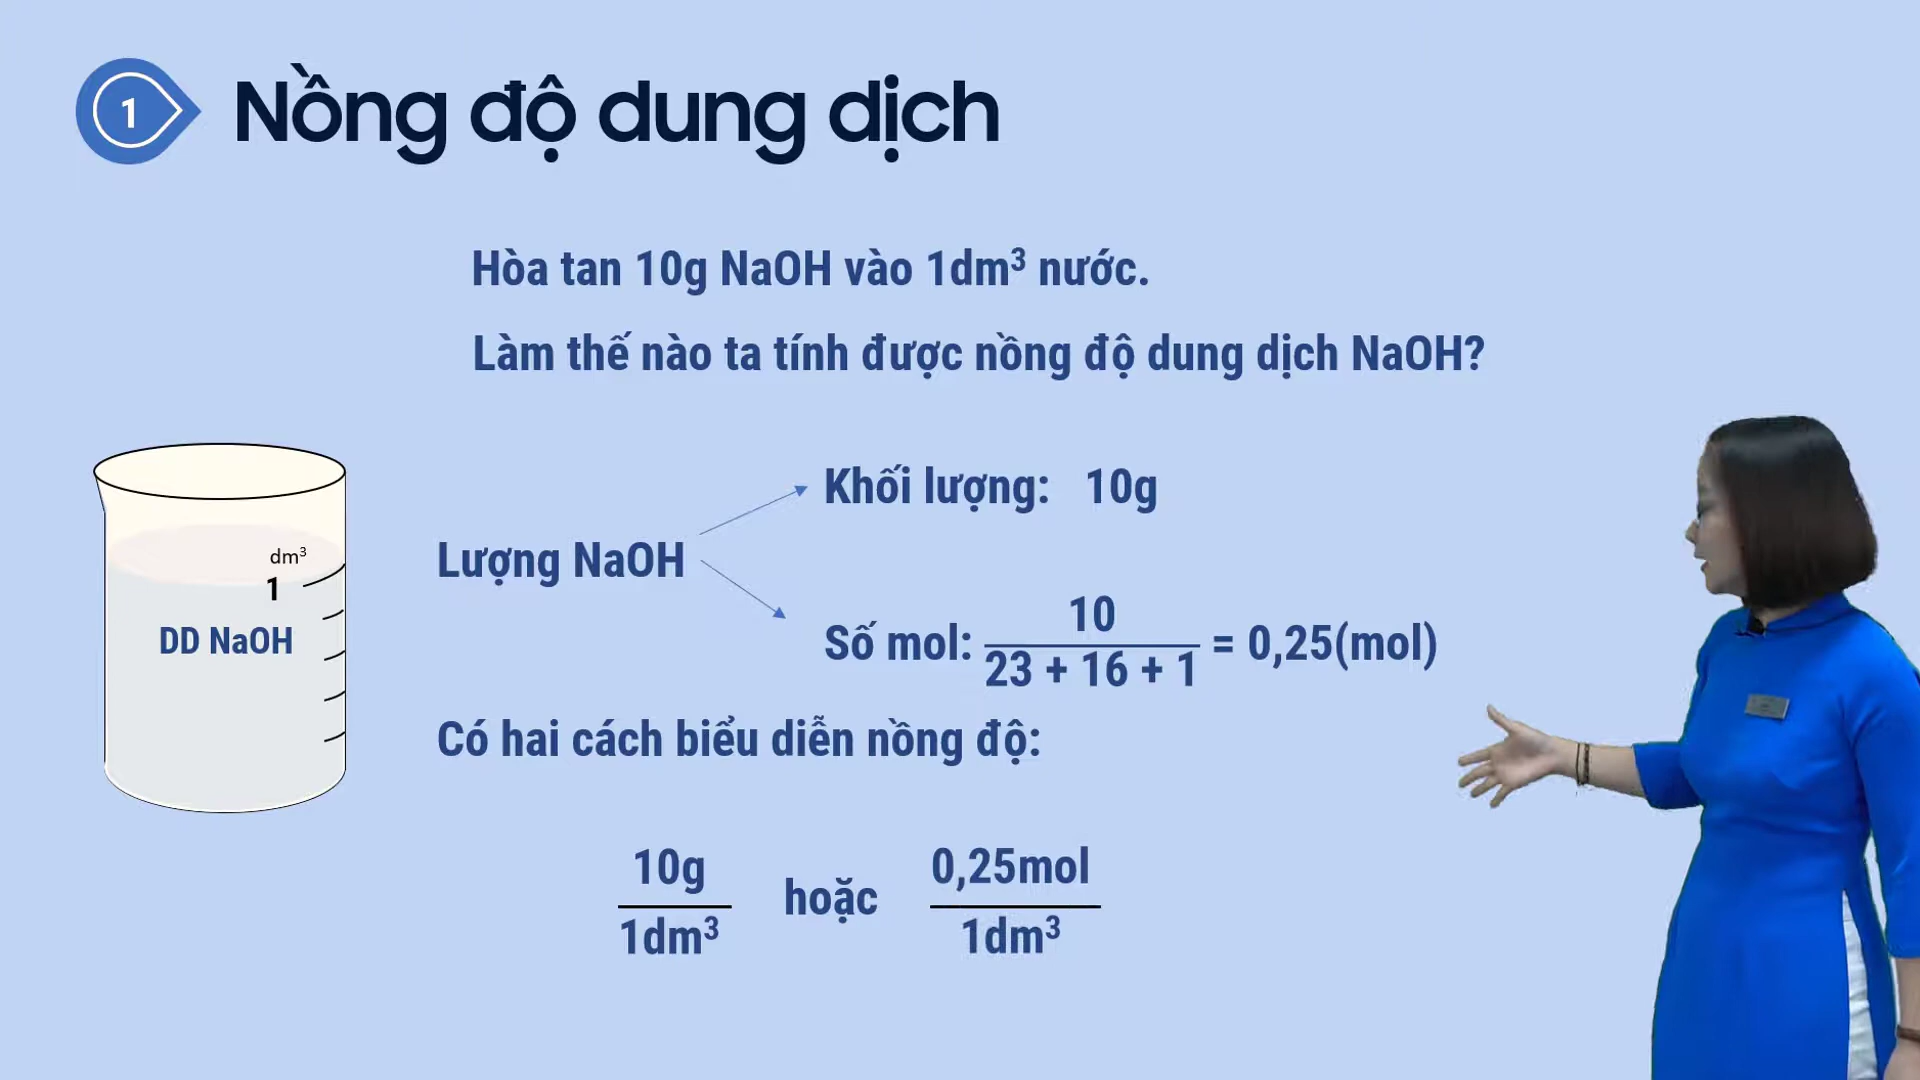 1
Nồng độ dung dịch
Hòa tan 10g NaOH vào 1dm³ nước.
Làm thế nào ta tính được nồng độ dung dịch NaOH?
dm³
1
DD NaOH
Lượng NaOH
Khối lượng: 10g
Số mol: 10 / 23 + 16 + 1 = 0,25(mol)
Có hai cách biểu diễn nồng độ:
10g / 1dm³ hoặc 0,25mol / 1dm³